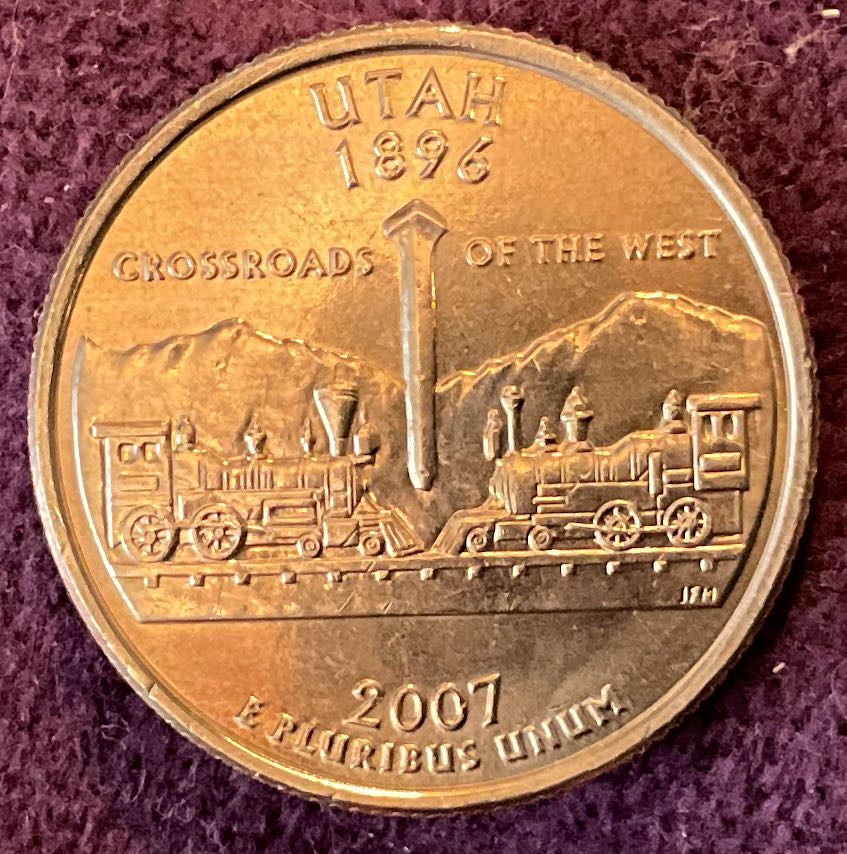 UTAH
1896
CROSSROADS OF THE WEST
JFM
2007
E PLURIBUS UNUM